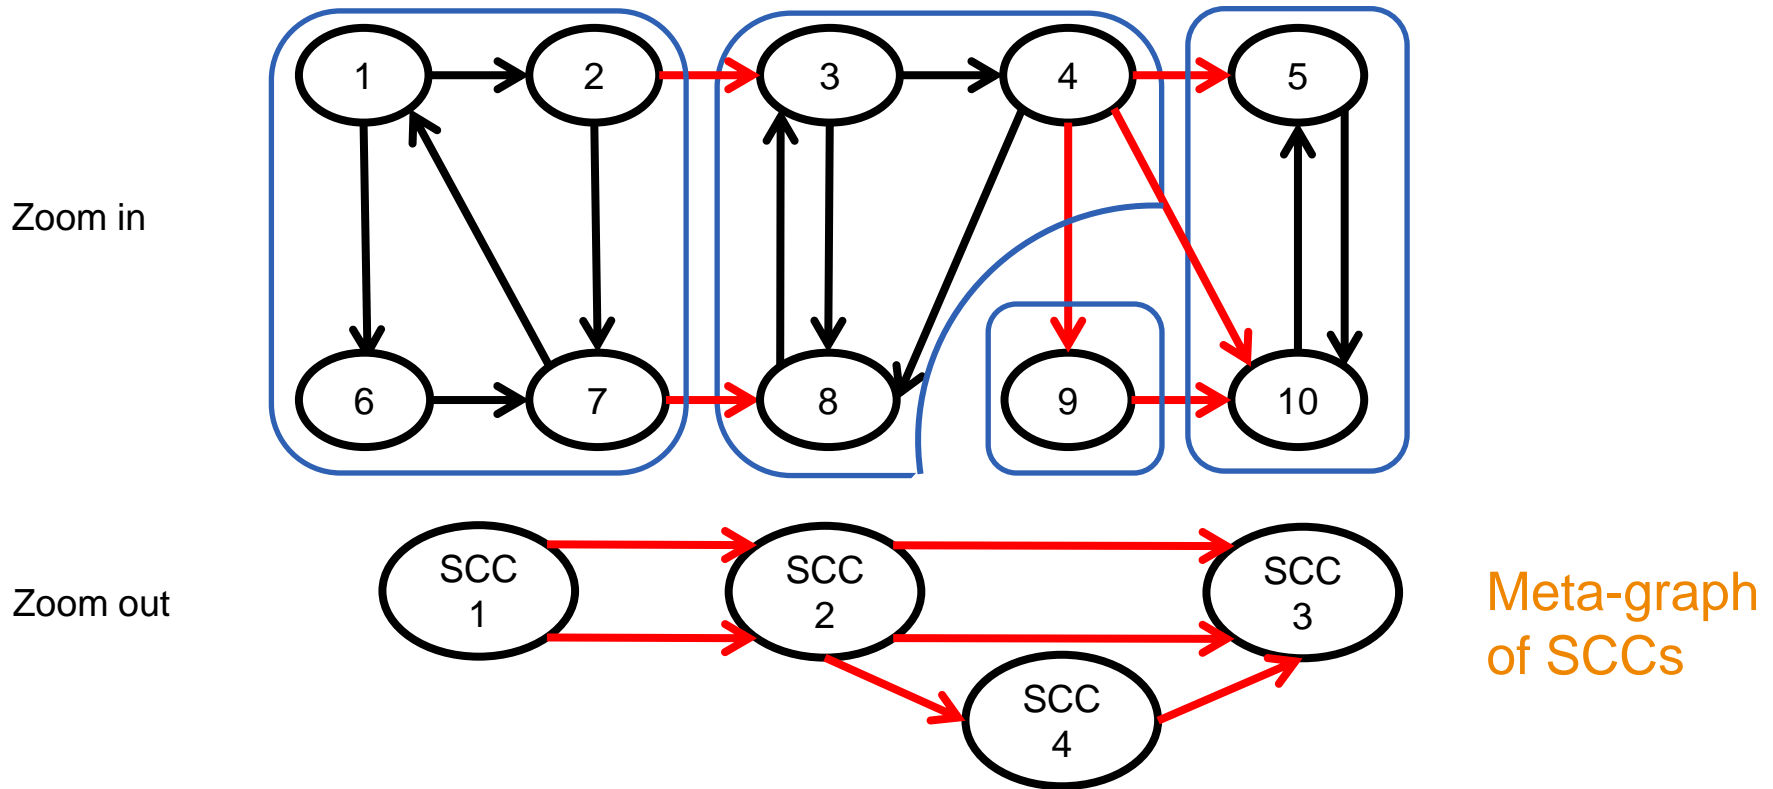 1 2 3 4 5
Zoom in
6 7 8 9 10
SCC SCC SCC
1 2 3
Zoom out
Meta-graph
of SCCs
SCC
4